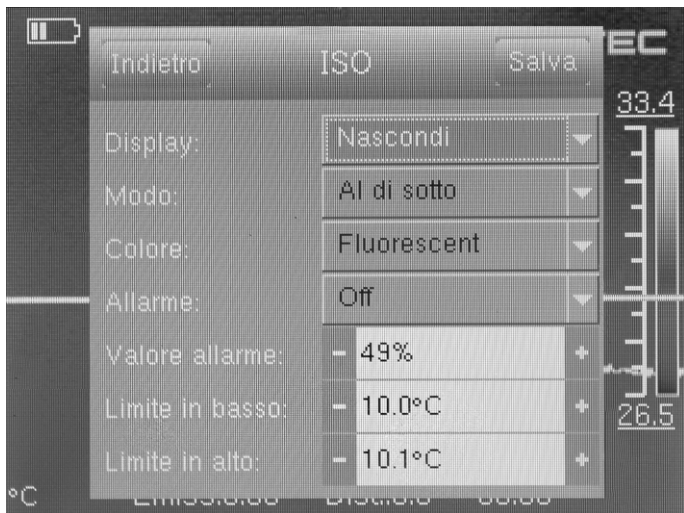 EC
Indietro ISO Salva
33.4
Display: Nascondi
Modo: Al di sotto
Colore: Fluorescent
Allarme: Off
Valore allarme: - 49% +
Limite in basso: - 10.0°C +
26.5
Limite in alto: - 10.1°C +
°C